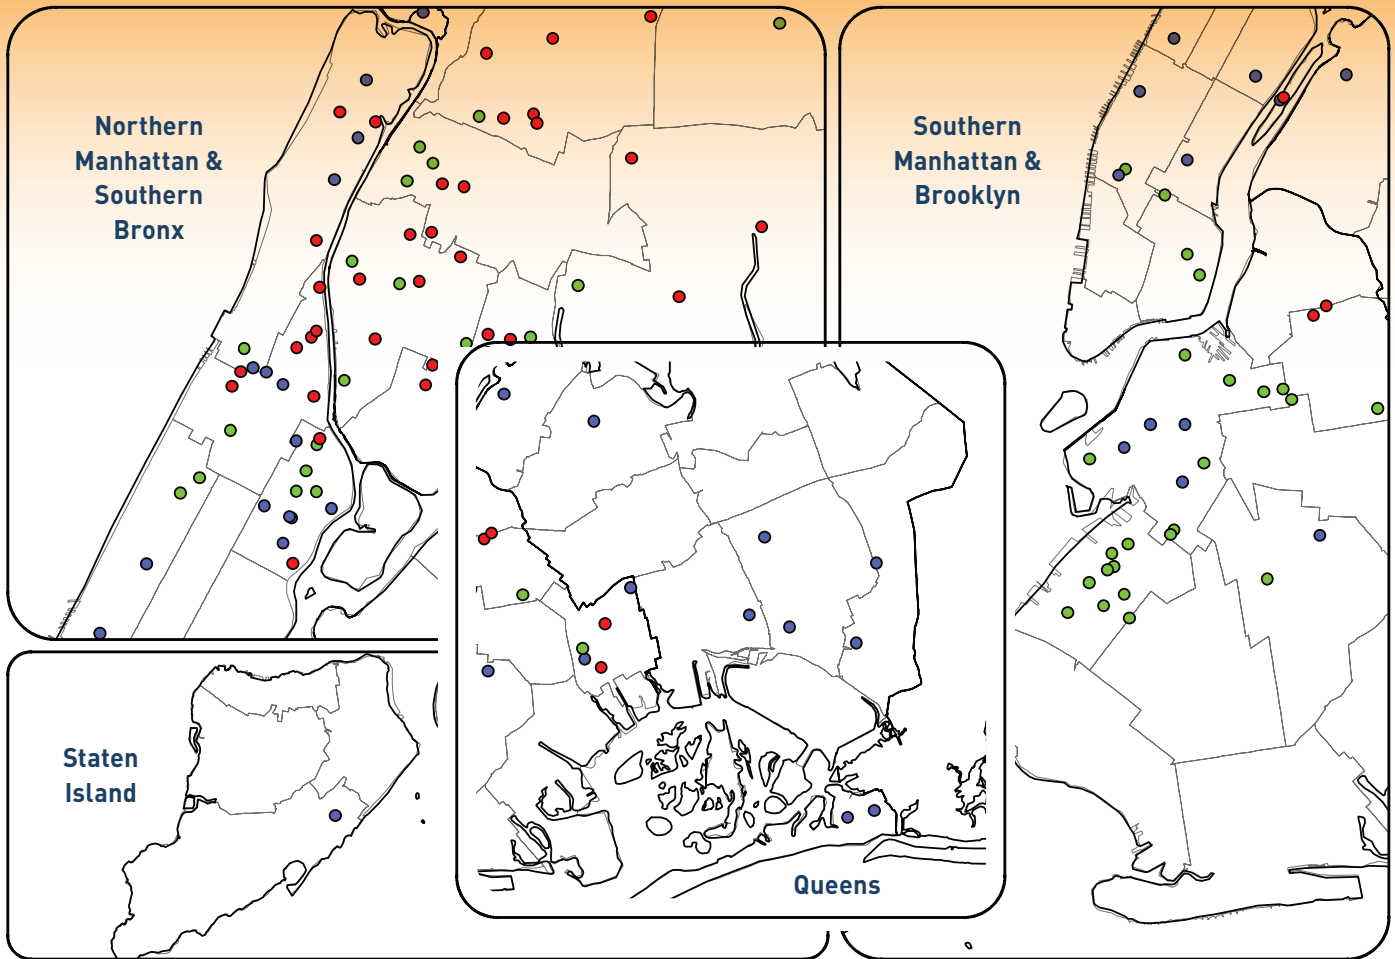 Northern
Manhattan &
Southern
Bronx
Southern
Manhattan &
Brooklyn
Staten
Island
Queens